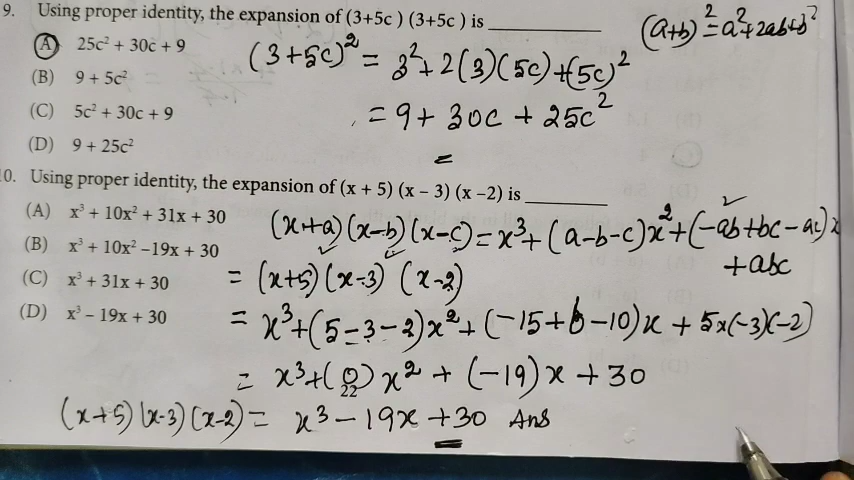 9. Using proper identity, the expansion of (3+5c ) (3+5c ) is ___________
(a+b)² = a²+2ab+b²
(A) 25c² + 30c + 9
(3+5c)² = 3²+2(3)(5c)+(5c)²
(B) 9 + 5c²
(C) 5c² + 30c + 9
= 9+ 30c + 25c²
(D) 9 + 25c²
10. Using proper identity, the expansion of (x + 5) (x – 3) (x –2) is ________
(A) x³ + 10x² + 31x + 30
(x+a)(x-b)(x-c)=x³+(a-b-c)x²+(-ab+bc-ac)x
+abc
(B) x³ + 10x² –19x + 30
(C) x³ + 31x + 30
= (x+5)(x-3) (x-2)
(D) x³ – 19x + 30
= x³+(5-3-2)x²+(-15+6-10)x + 5x(-3)(-2)
= x³+(0)x² + (-19)x +30
22
(x+5)(x-3)(x-2)= x³-19x+30 Ans